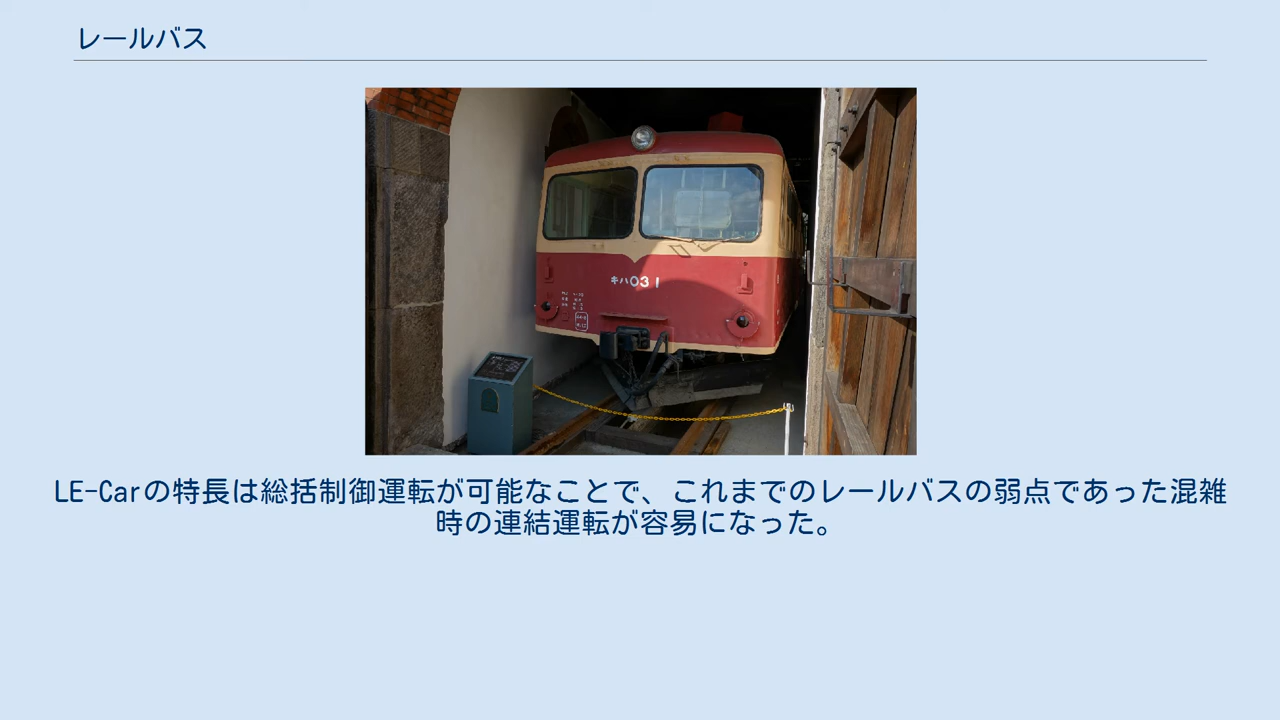 レールバス
キハ031
LE-Carの特長は総括制御運転が可能なことで、これまでのレールバスの弱点であった混雑
時の連結運転が容易になった。